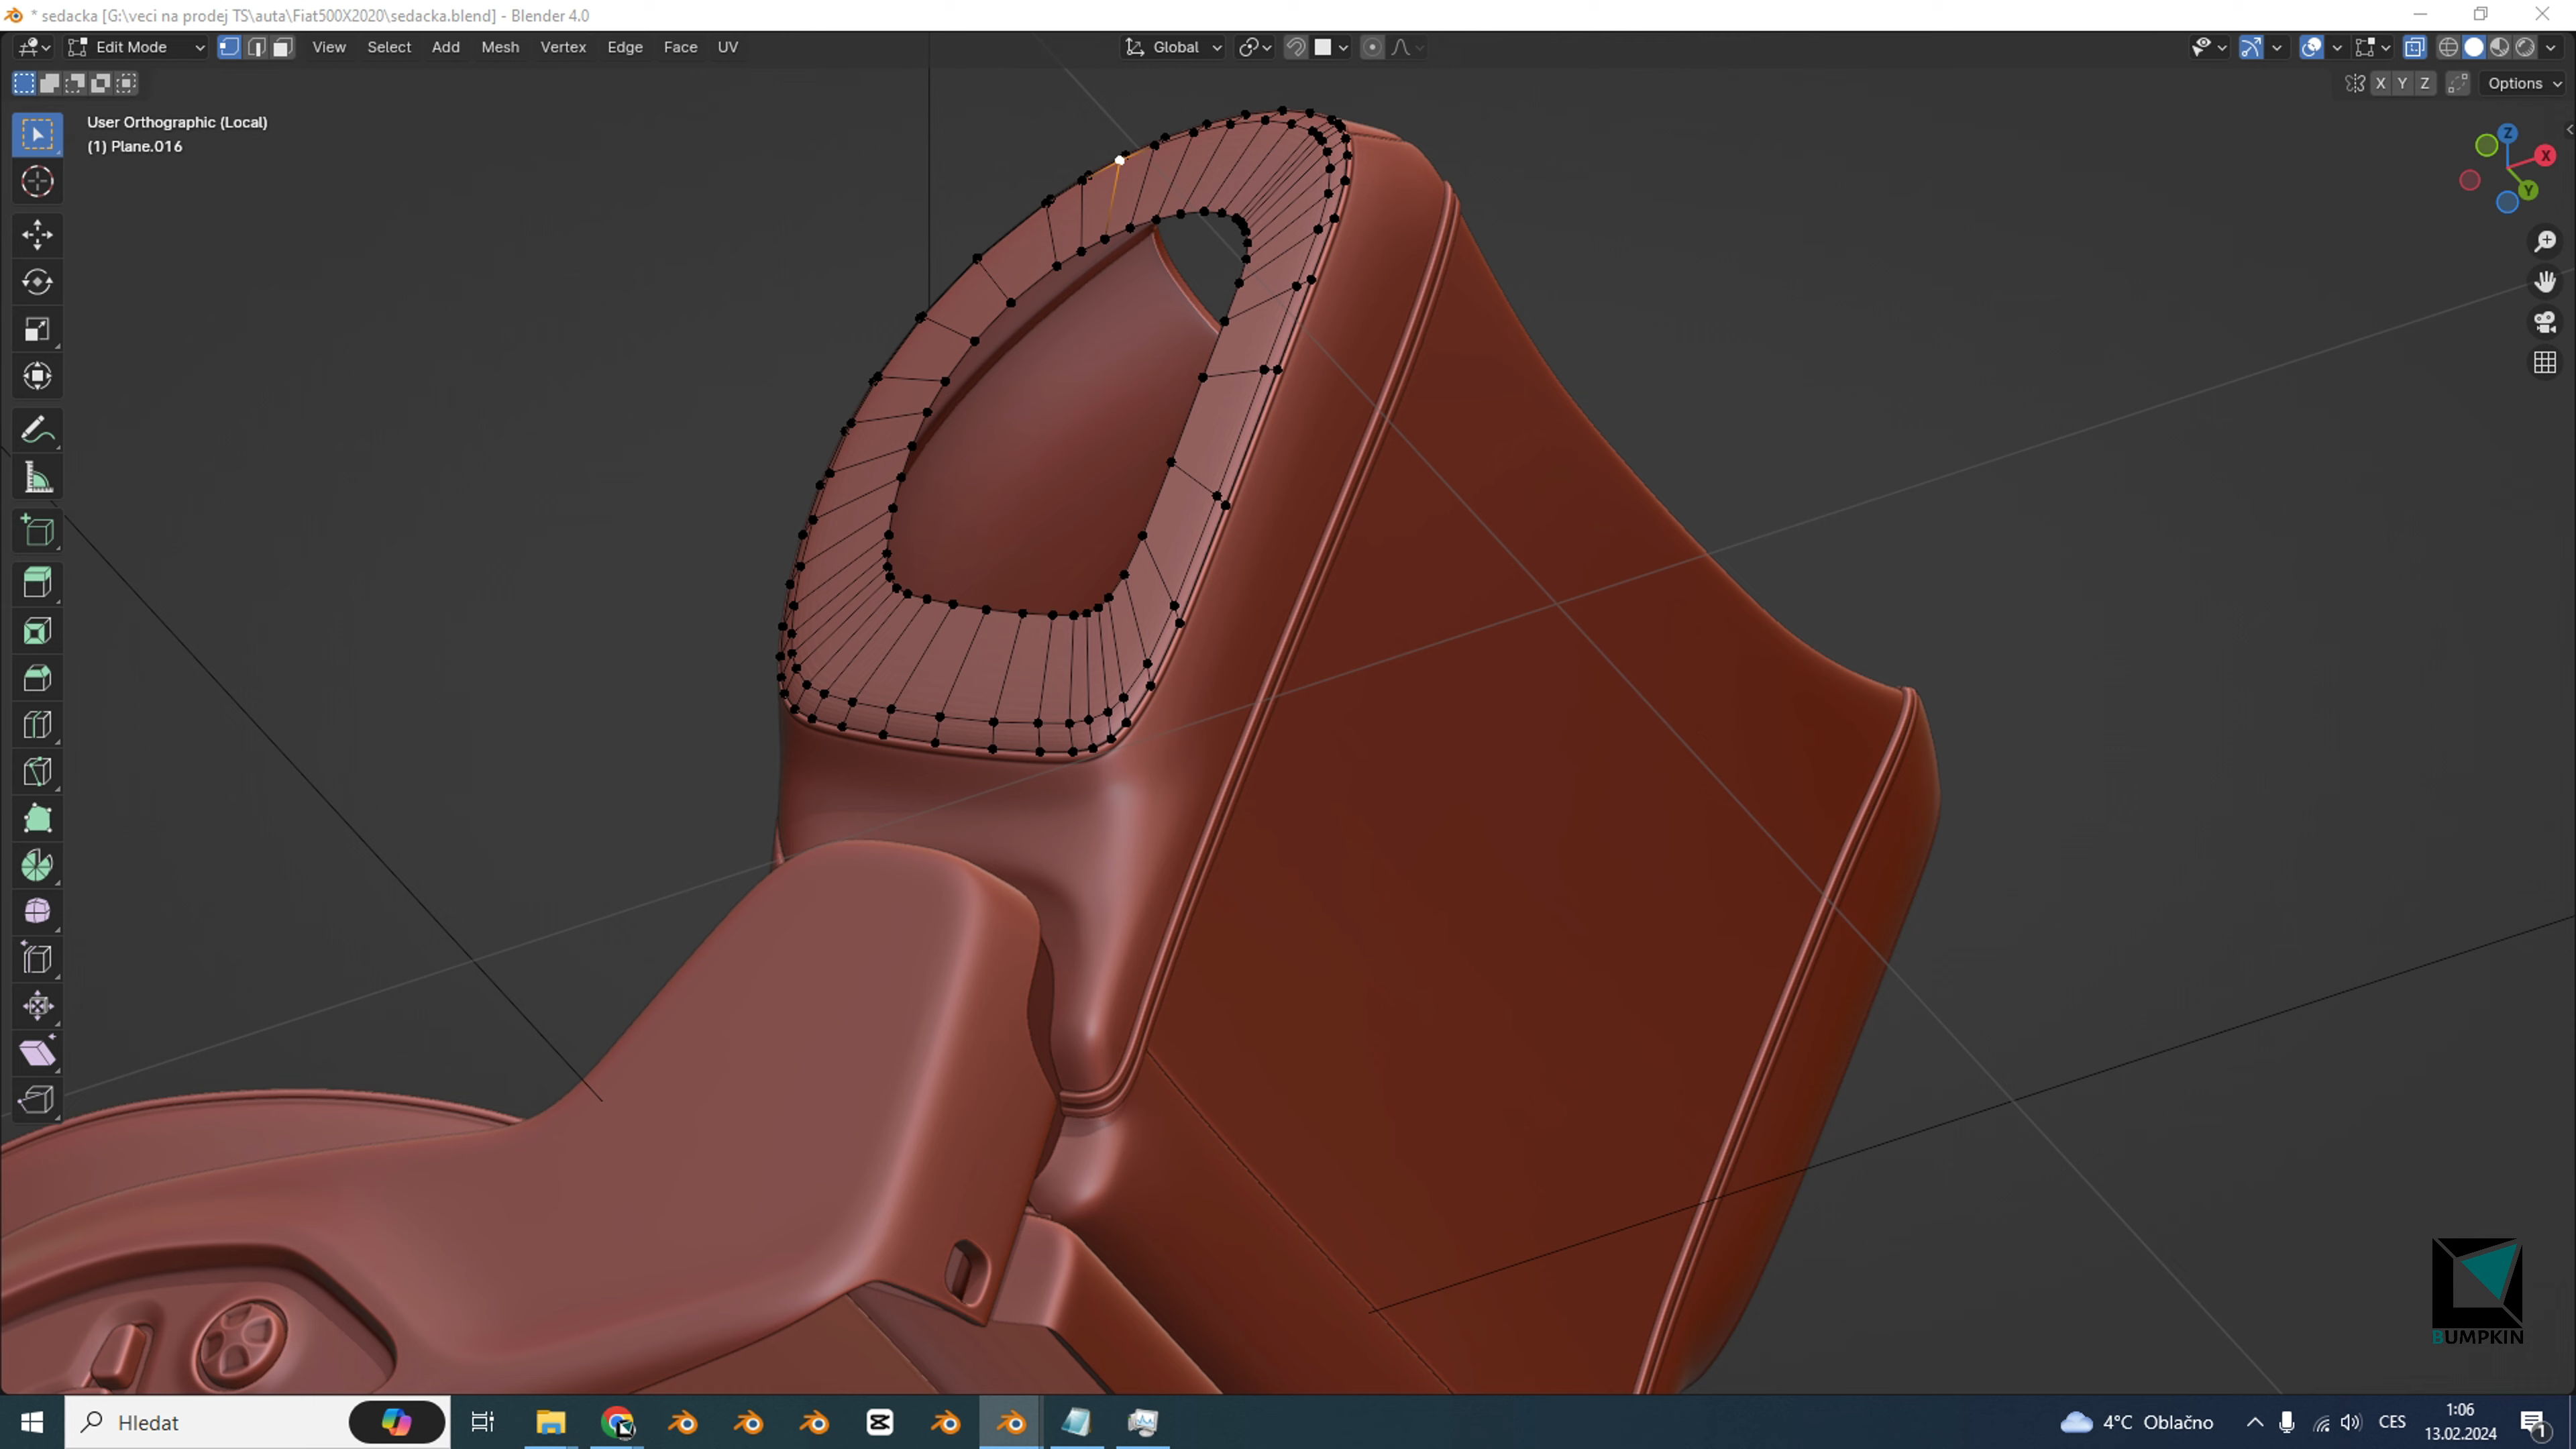 * sedacka [G:\veci na prodej TS\auta\Fiat500X2020\sedacka.blend] - Blender 4.0
Edit Mode View Select Add Mesh Vertex Edge Face UV Global
X Y Z Options
User Orthographic (Local)
(1) Plane.016
Z
X
Y
BUMPKIN
Hledat
4°C Oblačno
CES
1:06
13.02.2024
1